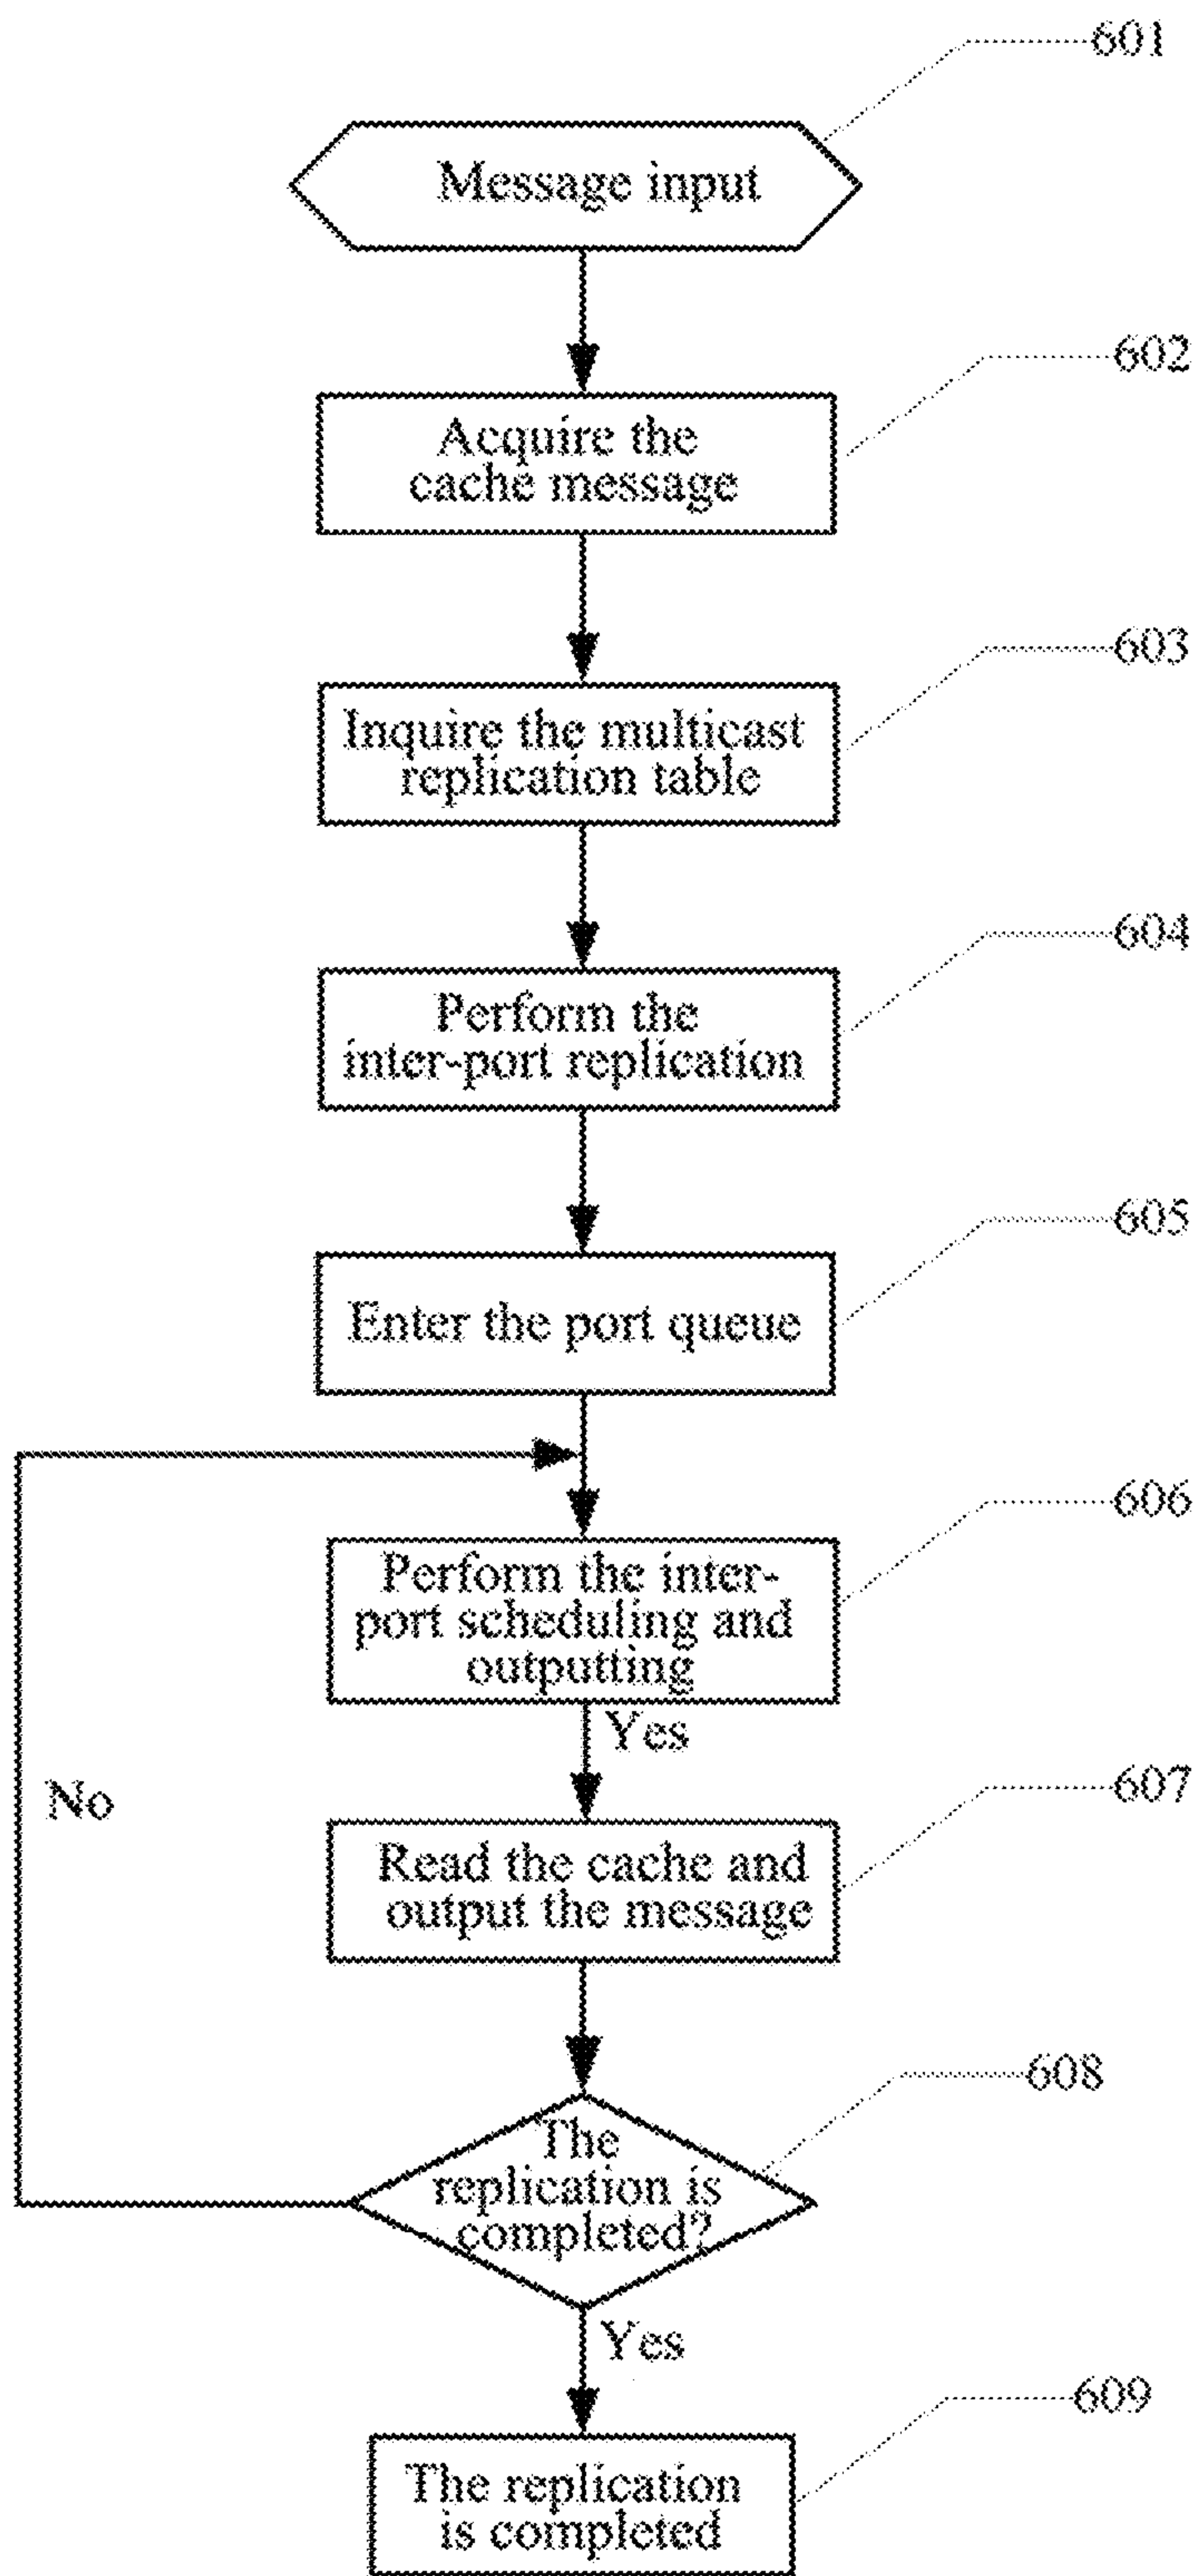 601
Message input
602
Acquire the
cache message
603
Inquire the multicast
replication table
604
Perform the
inter-port replication
605
Enter the port queue
606
Perform the inter-
port scheduling and
outputting
Yes
607
No
Read the cache and
output the message
608
The
replication is
completed?
Yes
609
The replication
is completed